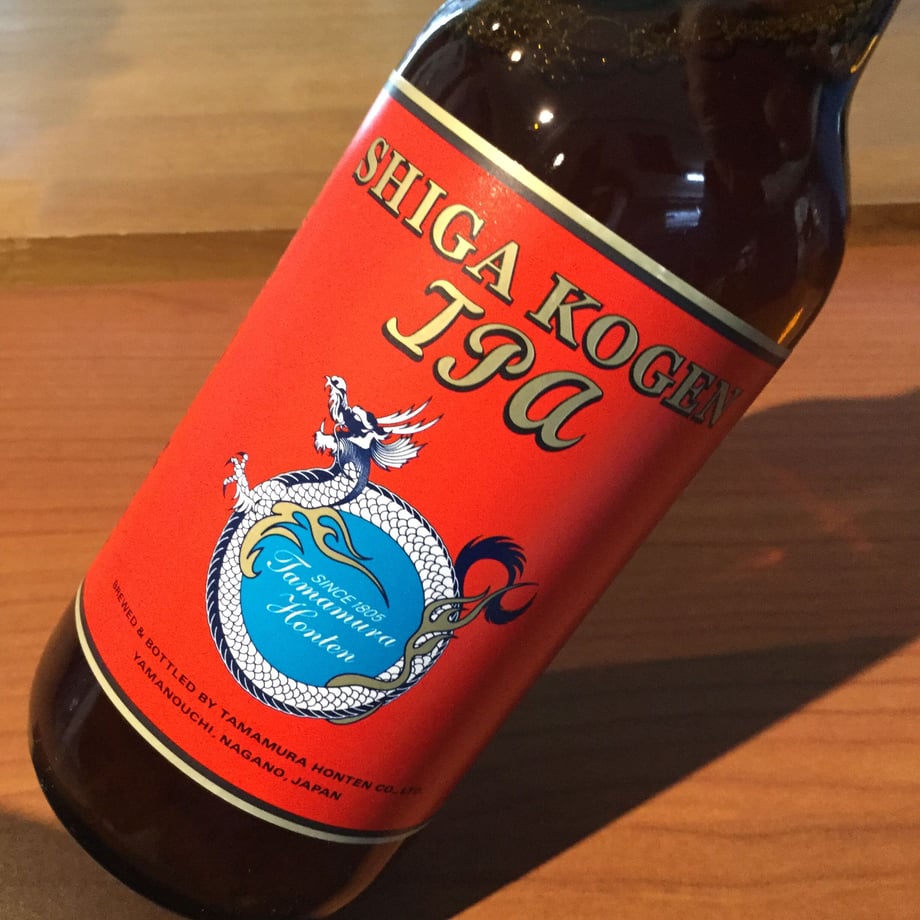 SHIGA KOGEN
IPA
SINCE 1805
Tamamura
Honten
BREWED & BOTTLED BY TAMAMURA HONTEN CO., LTD.
YAMANOUCHI, NAGANO, JAPAN